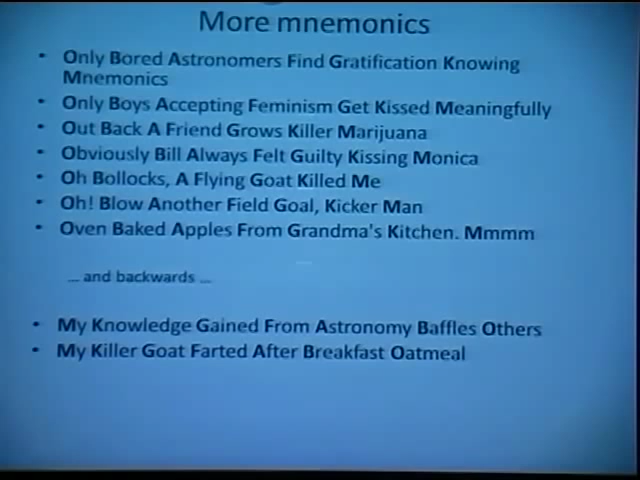 More mnemonics
• Only Bored Astronomers Find Gratification Knowing
Mnemonics
• Only Boys Accepting Feminism Get Kissed Meaningfully
• Out Back A Friend Grows Killer Marijuana
• Obviously Bill Always Felt Guilty Kissing Monica
• Oh Bollocks, A Flying Goat Killed Me
• Oh! Blow Another Field Goal, Kicker Man
• Oven Baked Apples From Grandma's Kitchen. Mmmm
... and backwards ...
• My Knowledge Gained From Astronomy Baffles Others
• My Killer Goat Farted After Breakfast Oatmeal